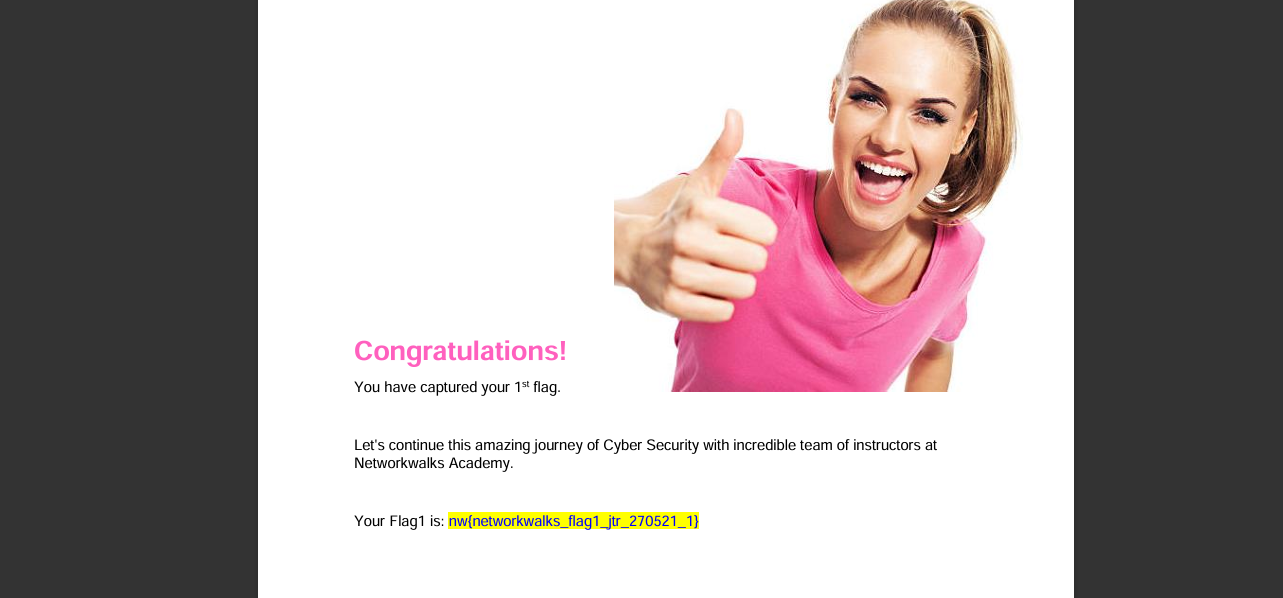 Congratulations!
You have captured your 1st flag.
Let's continue this amazing journey of Cyber Security with incredible team of instructors at
Networkwalks Academy.
Your Flag1 is: nw{networkwalks_flag1_jtr_270521_1}